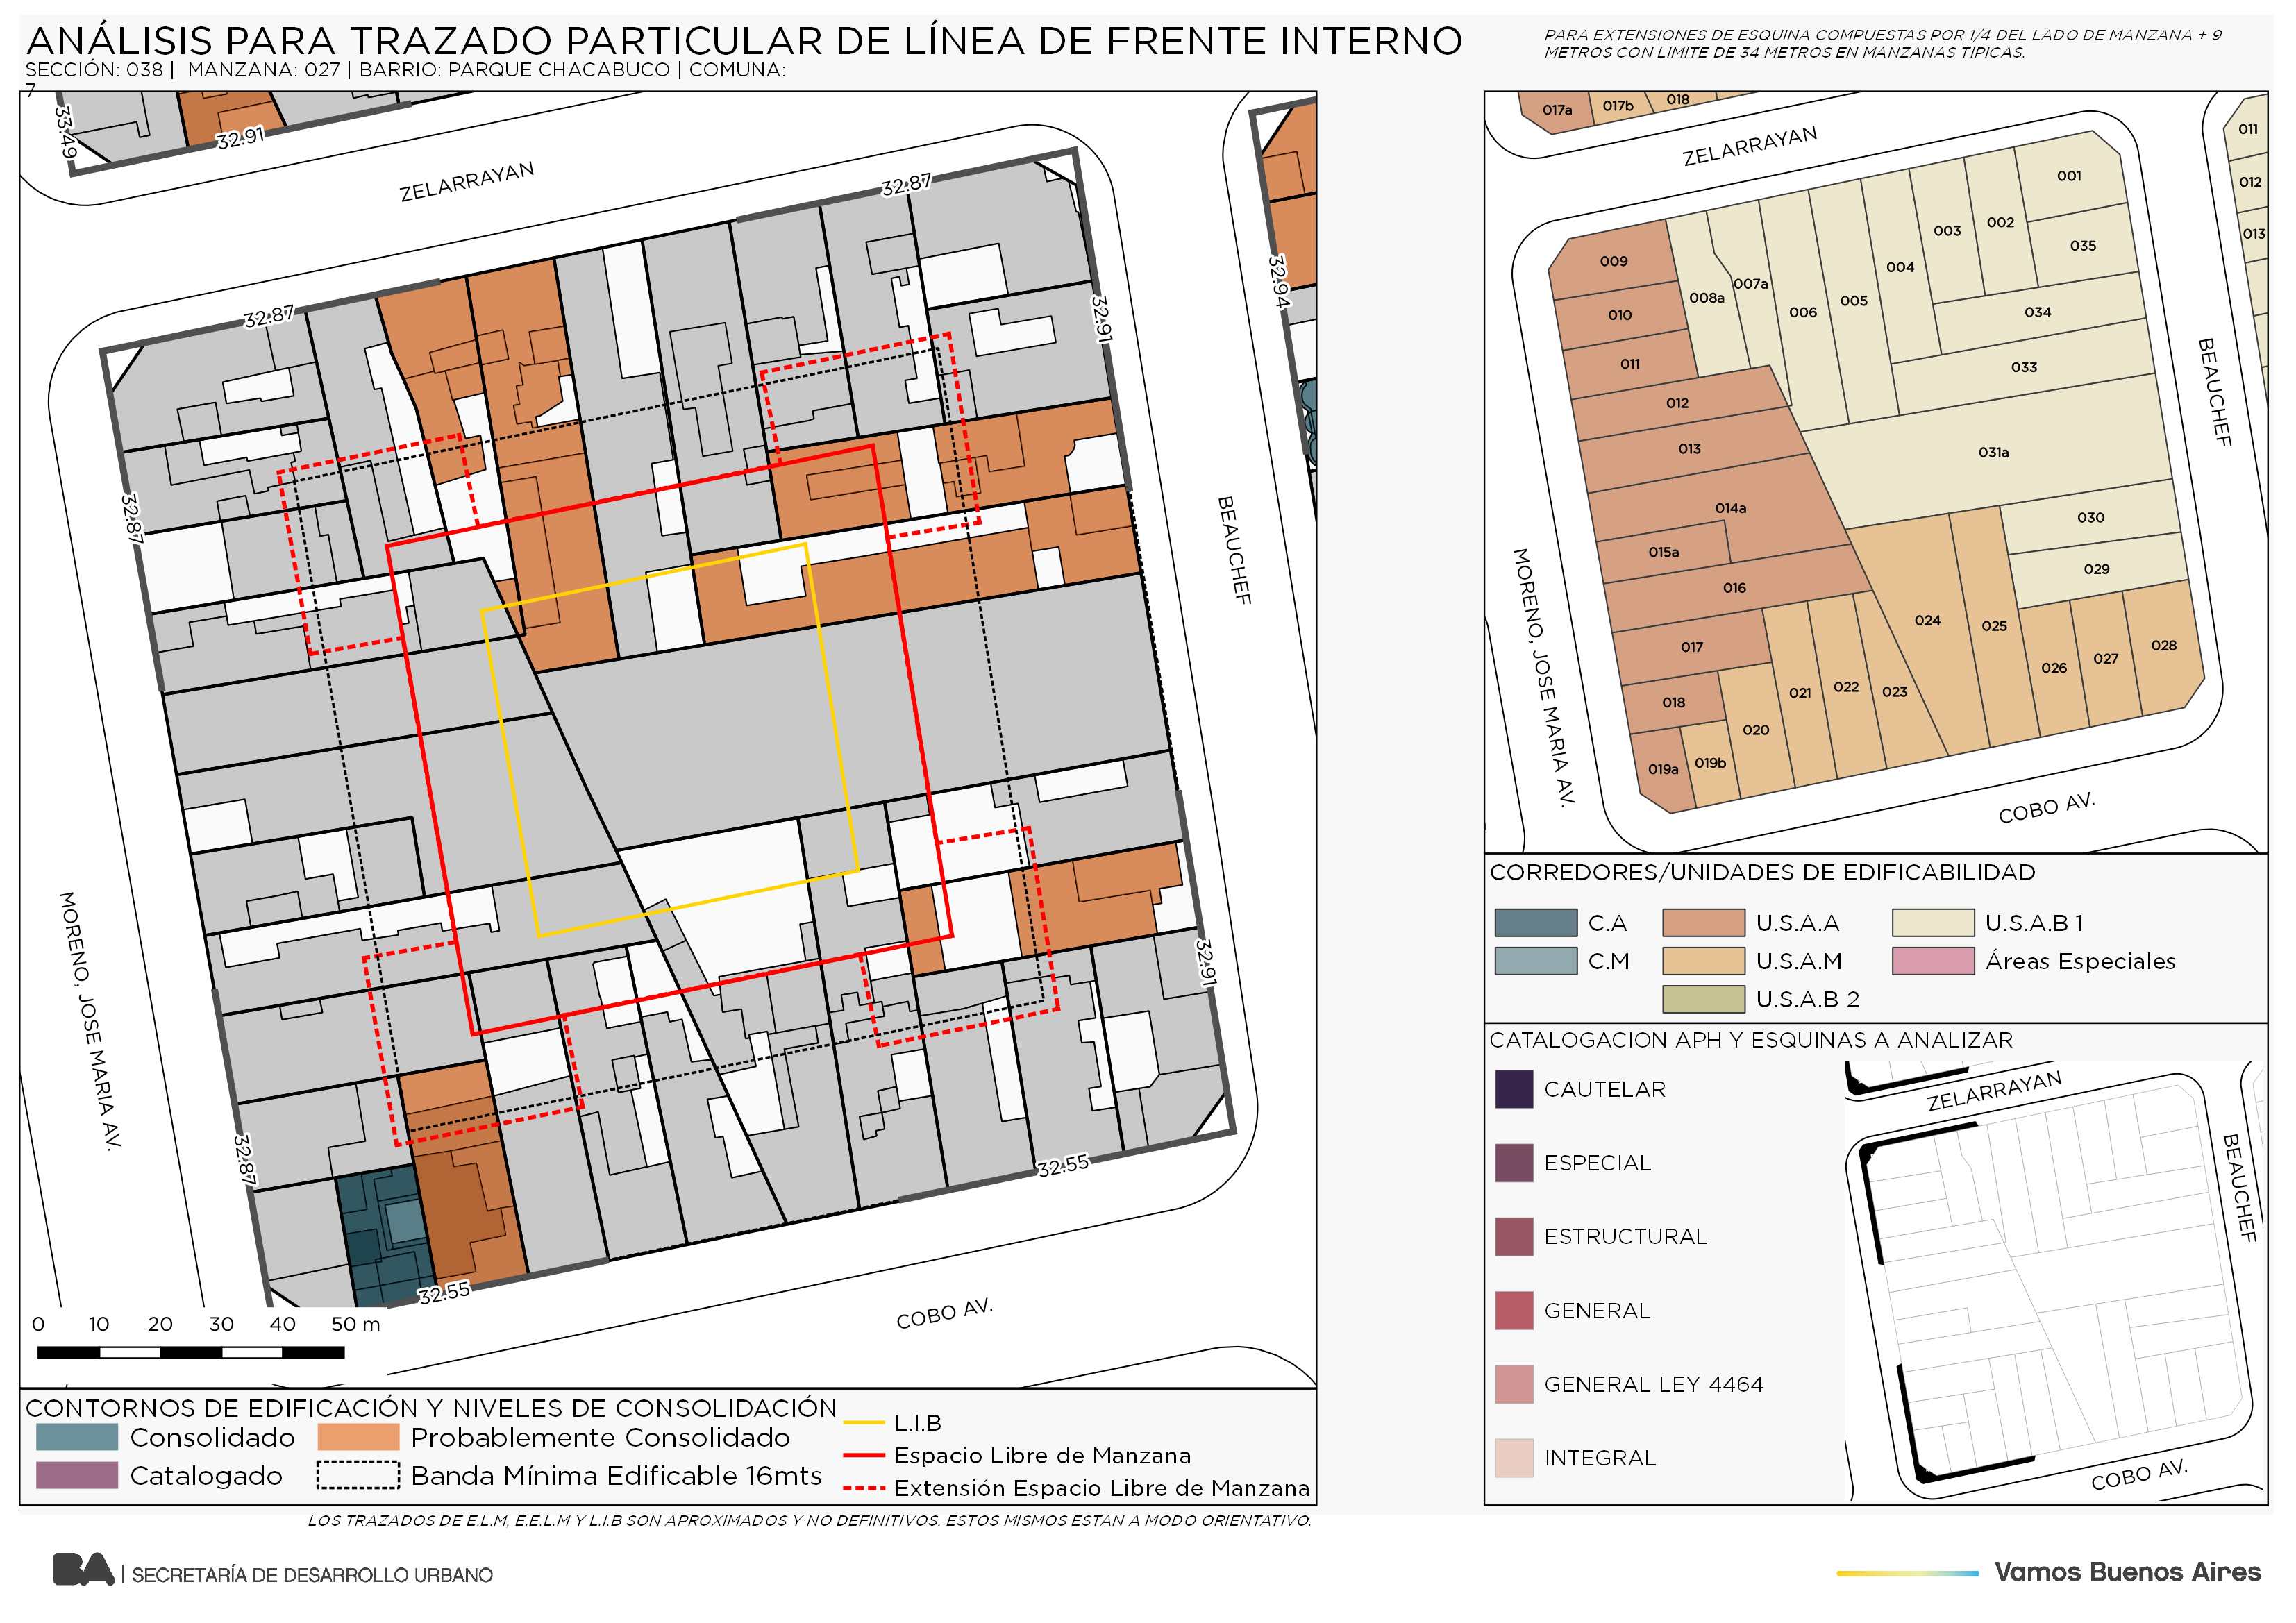 ANÁLISIS PARA TRAZADO PARTICULAR DE LÍNEA DE FRENTE INTERNO
SECCIÓN: 038 | MANZANA: 027 | BARRIO: PARQUE CHACABUCO | COMUNA:
7
PARA EXTENSIONES DE ESQUINA COMPUESTAS POR 1/4 DEL LADO DE MANZANA + 9
METROS CON LIMITE DE 34 METROS EN MANZANAS TIPICAS.
33.49
32.91
ZELARRAYAN
32.87
32.87
32.94
32.91
32.87
BEAUCHEF
MORENO, JOSE MARIA AV.
32.91
32.87
32.55
32.55
COBO AV.
0 10 20 30 40 50 m
CONTORNOS DE EDIFICACIÓN Y NIVELES DE CONSOLIDACIÓN
Consolidado
Probablemente Consolidado
Catalogado
Banda Mínima Edificable 16mts
L.I.B
Espacio Libre de Manzana
Extensión Espacio Libre de Manzana
LOS TRAZADOS DE E.L.M, E.E.L.M Y L.I.B SON APROXIMADOS Y NO DEFINITIVOS. ESTOS MISMOS ESTAN A MODO ORIENTATIVO.
017a
017b
018
ZELARRAYAN
011
012
013
001
002
003
004
005
006
007a
008a
009
010
011
012
013
014a
015a
016
017
018
019a
019b
020
021
022
023
024
025
026
027
028
029
030
031a
033
034
035
BEAUCHEF
MORENO, JOSE MARIA AV.
COBO AV.
CORREDORES/UNIDADES DE EDIFICABILIDAD
C.A
U.S.A.A
U.S.A.B 1
C.M
U.S.A.M
Áreas Especiales
U.S.A.B 2
CATALOGACION APH Y ESQUINAS A ANALIZAR
CAUTELAR
ESPECIAL
ESTRUCTURAL
GENERAL
GENERAL LEY 4464
INTEGRAL
ZELARRAYAN
BEAUCHEF
COBO AV.
BA | SECRETARÍA DE DESARROLLO URBANO
Vamos Buenos Aires